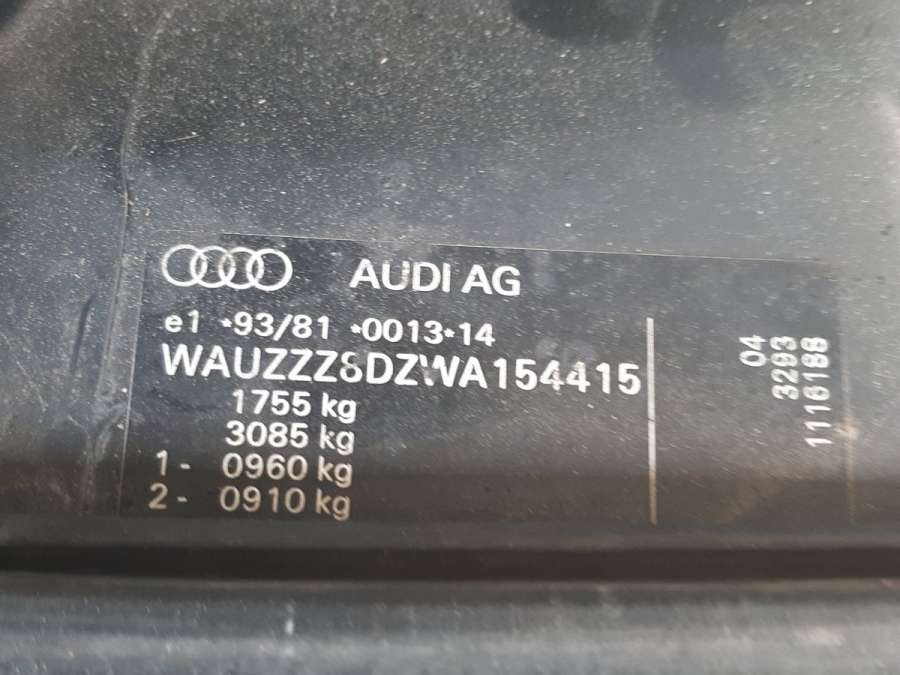 AUDI AG
e1 *93/81 *0013*14
WAUZZZ8DZWA154415
1755 kg
3085 kg
1- 0960 kg
2- 0910 kg
04
3293
1116188